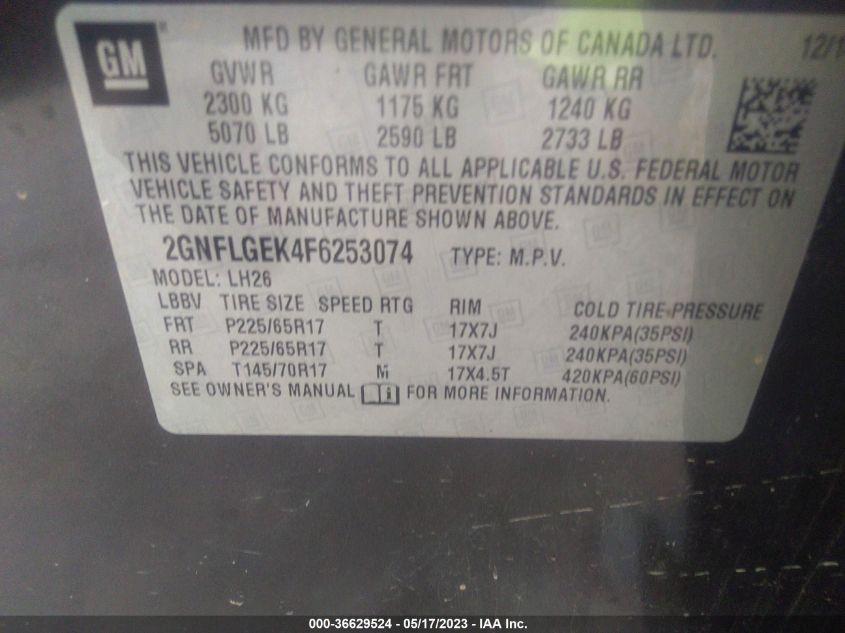 GM
MFD BY GENERAL MOTORS OF CANADA LTD. 12/1
GVWR GAWR FRT GAWR RR
2300 KG 1175 KG 1240 KG
5070 LB 2590 LB 2733 LB
THIS VEHICLE CONFORMS TO ALL APPLICABLE U.S. FEDERAL MOTOR
VEHICLE SAFETY AND THEFT PREVENTION STANDARDS IN EFFECT ON
THE DATE OF MANUFACTURE SHOWN ABOVE.
2GNFLGEK4F6253074 TYPE: M.P.V.
MODEL: LH26
LBBV TIRE SIZE SPEED RTG RIM COLD TIRE PRESSURE
FRT P225/65R17 T 17X7J 240KPA(35PSI)
RR P225/65R17 T 17X7J 240KPA(35PSI)
SPA T145/70R17 M 17X4.5T 420KPA(60PSI)
SEE OWNER'S MANUAL FOR MORE INFORMATION.
000-36629524 - 05/17/2023 - IAA Inc.